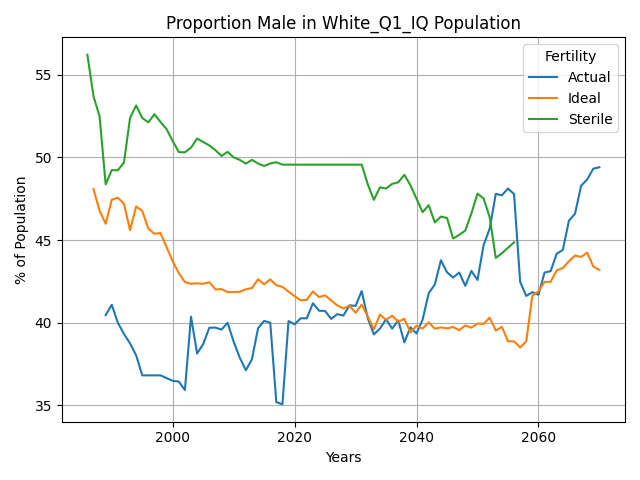 Proportion Male in White_Q1_IQ Population
Fertility
Actual
Ideal
Sterile
% of Population
55
50
45
40
35
2000
2020
2040
2060
Years